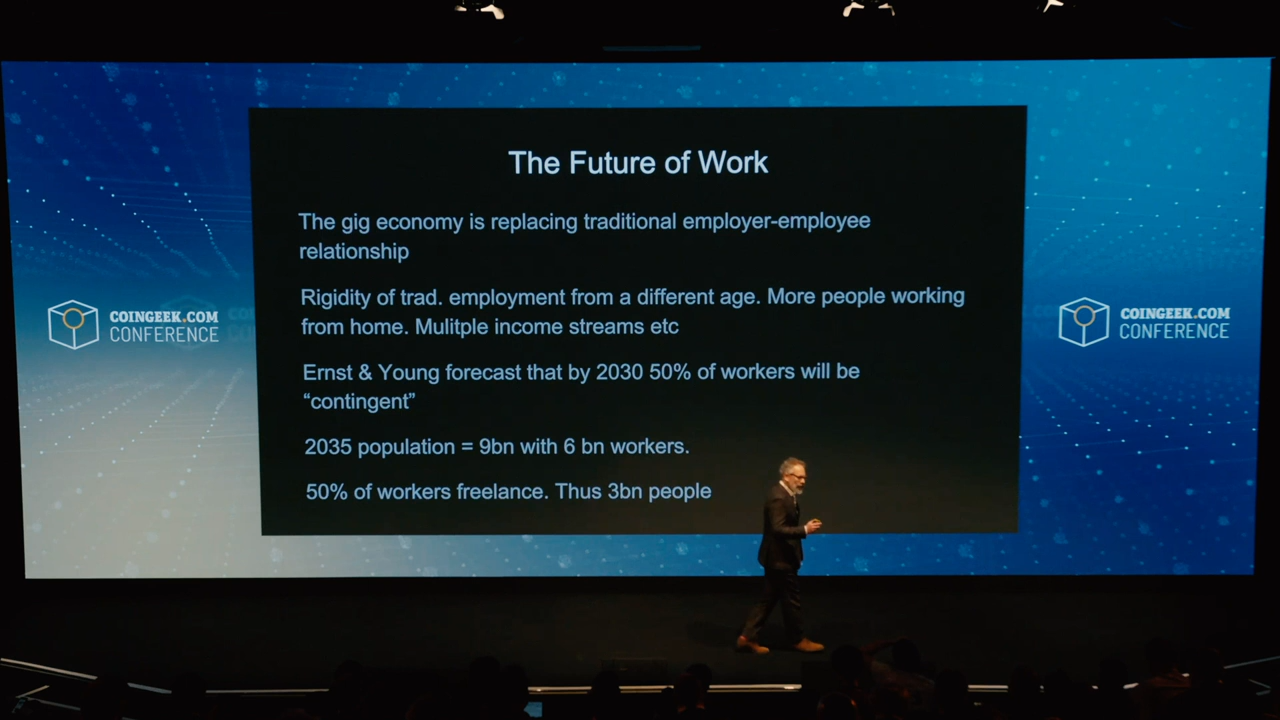 The Future of Work
The gig economy is replacing traditional employer-employee
relationship
Rigidity of trad. employment from a different age. More people working
from home. Mulitple income streams etc
Ernst & Young forecast that by 2030 50% of workers will be
“contingent”
2035 population = 9bn with 6 bn workers.
50% of workers freelance. Thus 3bn people
COINGEEK.COM
CONFERENCE
COINGEEK.COM
CONFERENCE